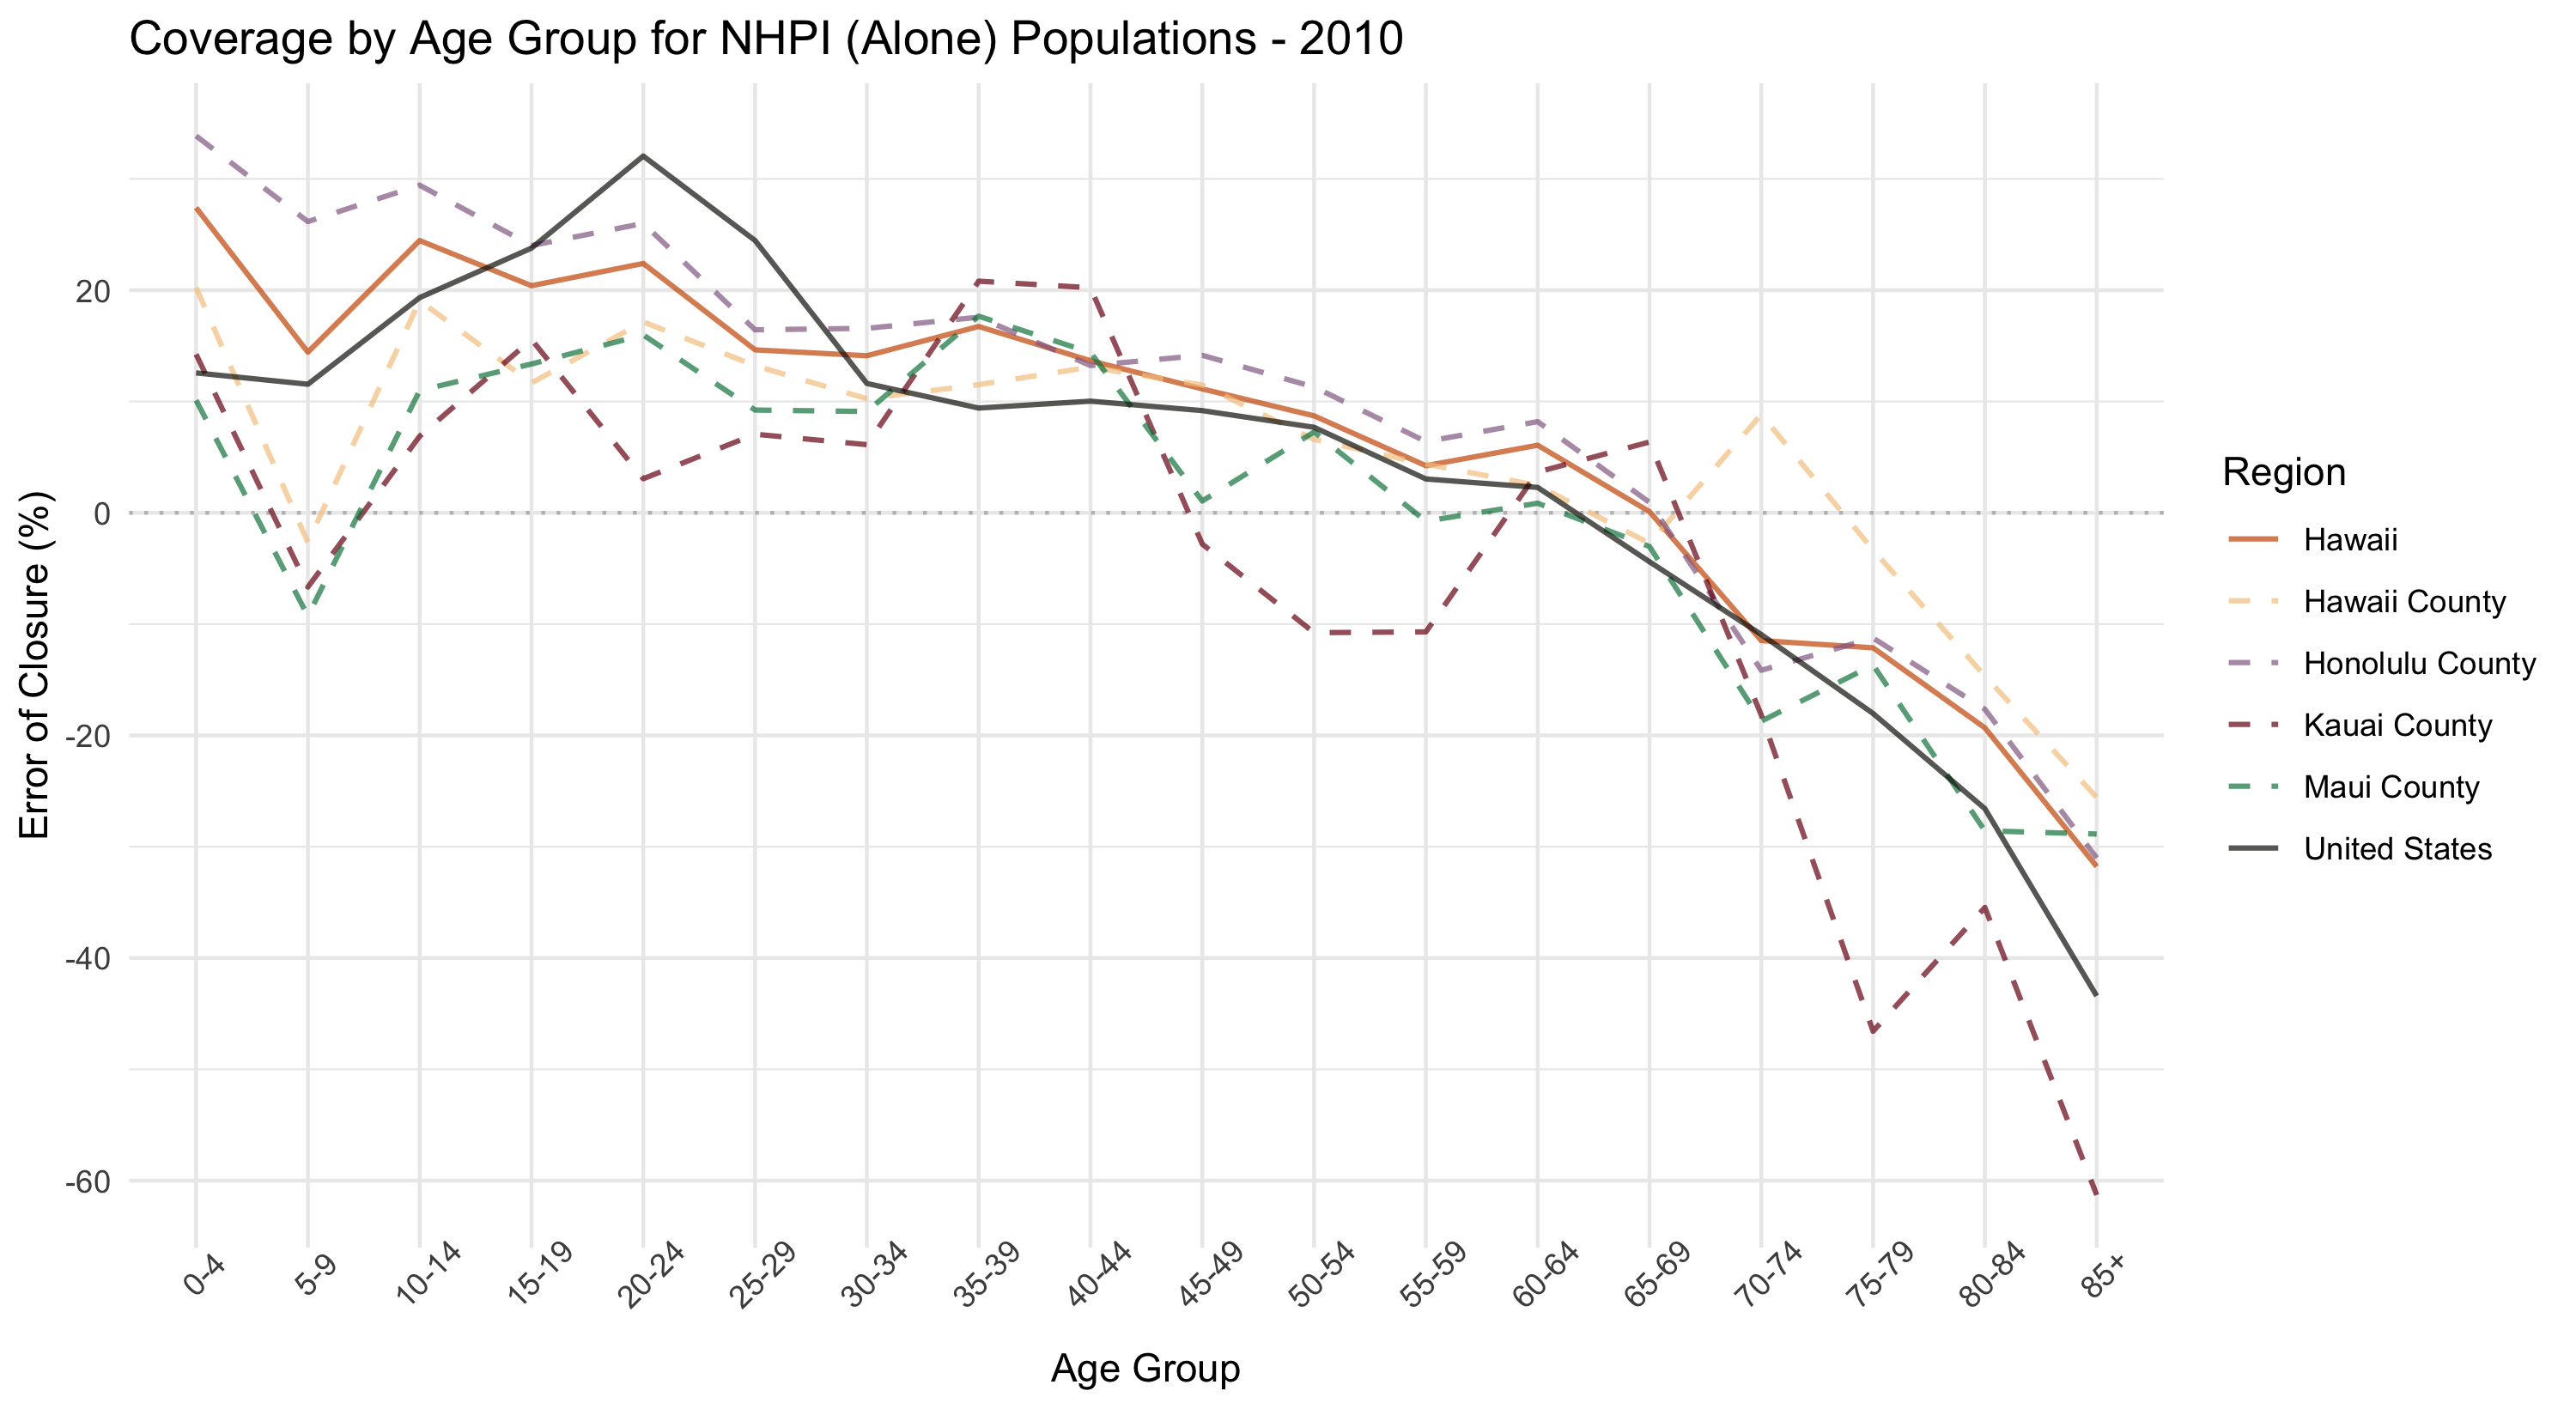 Coverage by Age Group for NHPI (Alone) Populations - 2010
Error of Closure (%)
20
0
-20
-40
-60
0-4
5-9
10-14
15-19
20-24
25-29
30-34
35-39
40-44
45-49
50-54
55-59
60-64
65-69
70-74
75-79
80-84
85+
Age Group
Region
Hawaii
Hawaii County
Honolulu County
Kauai County
Maui County
United States